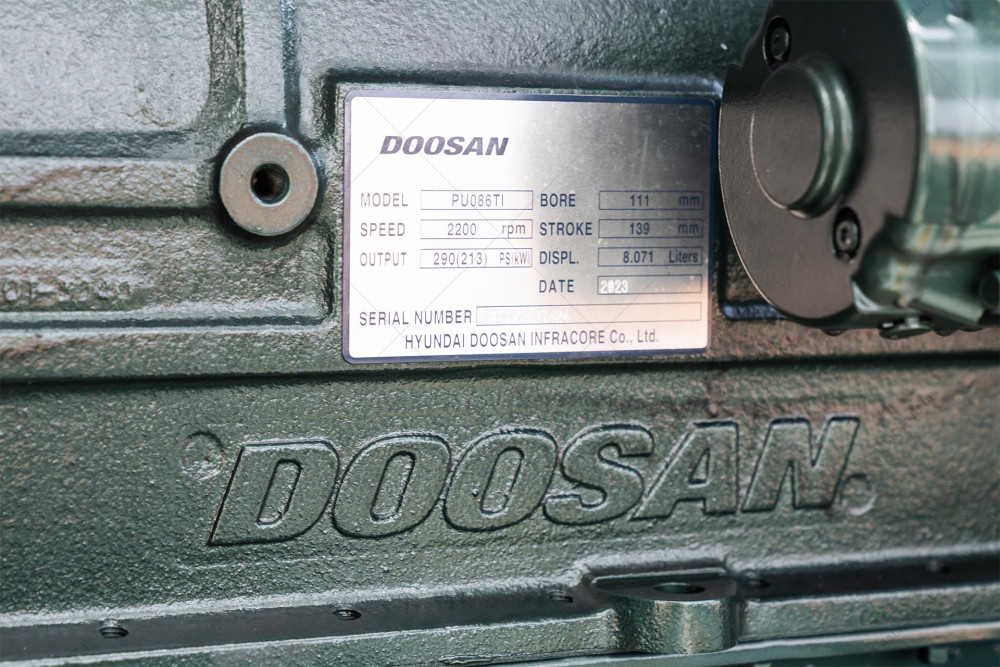 DOOSAN
MODEL PU086TI BORE 111 mm
SPEED 2200 rpm STROKE 139 mm
OUTPUT 290(213) PS(kW) DISPL. 8.071 Liters
DATE 2023
SERIAL NUMBER
HYUNDAI DOOSAN INFRACORE Co., Ltd.
DOOSAN